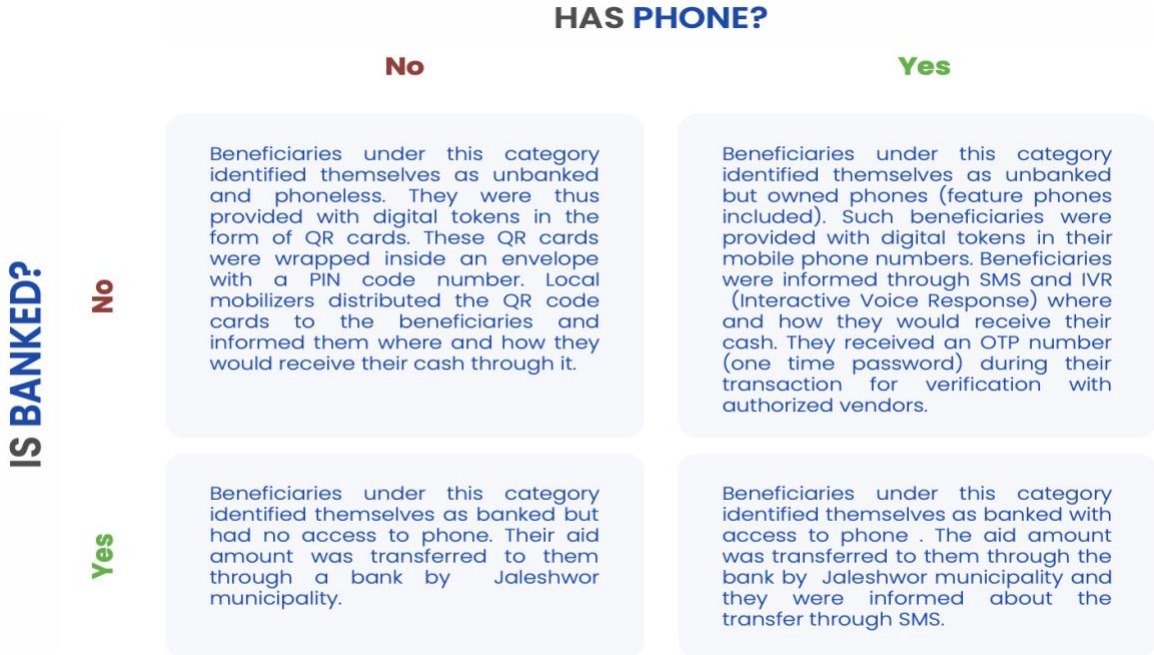 HAS PHONE?
No
Yes
IS BANKED?
No
Beneficiaries under this category
identified themselves as unbanked
and phoneless. They were thus
provided with digital tokens in the
form of QR cards. These QR cards
were wrapped inside an envelope
with a PIN code number. Local
mobilizers distributed the QR code
cards to the beneficiaries and
informed them where and how they
would receive their cash through it.
Beneficiaries under this category
identified themselves as unbanked
but owned phones (feature phones
included). Such beneficiaries were
provided with digital tokens in their
mobile phone numbers. Beneficiaries
were informed through SMS and IVR
(Interactive Voice Response) where
and how they would receive their
cash. They received an OTP number
(one time password) during their
transaction for verification with
authorized vendors.
Yes
Beneficiaries under this category
identified themselves as banked but
had no access to phone. Their aid
amount was transferred to them
through a bank by Jaleshwor
municipality.
Beneficiaries under this category
identified themselves as banked with
access to phone . The aid amount
was transferred to them through the
bank by Jaleshwor municipality and
they were informed about the
transfer through SMS.